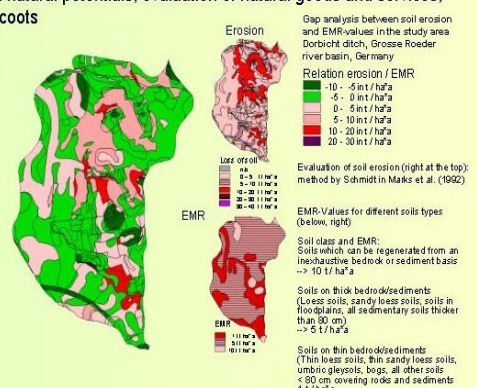 natural potentials, evaluation of natural goods and services,
coots
Erosion
Gap analysis between soil erosion
and EMR-values in the study area
Dorbicht ditch, Grosse Roeder
river basin, Germany
Relation erosion / EMR
-10 - -5 in t / ha*a
-5 - 0 in t / ha*a
0 - 5 in t / ha*a
5 - 10 in t / ha*a
10 - 20 in t / ha*a
20 - 30 in t / ha*a
Loss of soil
Evaluation of soil erosion (right at the top):
method by Schmidt in Marks et al. (1992)
EMR
EMR-Values for different soils types
(below, right)
Soil class and EMR:
Soils which can be regenerated from an
inexhaustive bedrock or sediment basis
--> 10 t / ha*a
Soils on thick bedrock/sediments
(Loess soils, sandy loess soils, soils in
floodplains, all sedimentary soils thicker
than 80 cm)
--> 5 t / ha*a
EMR
Soils on thin bedrock/sediments
(Thin loess soils, thin sandy loess soils,
umbric gleysols, bogs, all other soils
< 80 cm covering rocks and sediments